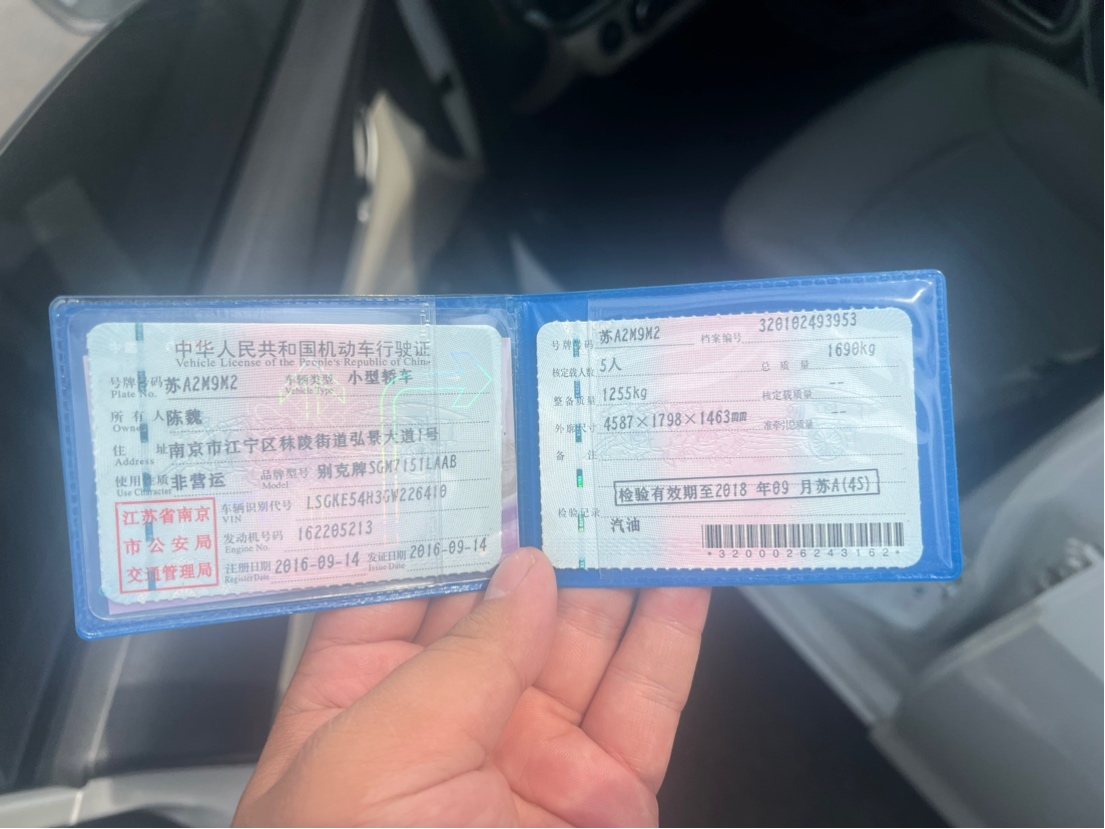 中华人民共和国机动车行驶证
Vehicle License of the People's Republic of China
号牌号码 苏A2M9M2 车辆类型 小型轿车
Plate No. Vehicle Type
所有人 陈魏
Owner
住址 南京市江宁区秣陵街道弘景大道1号
Address
使用性质 非营运 品牌型号 别克牌SGM7151LAAB
Use Character Model
江苏省南京
市公安局
交通管理局
车辆识别代号 LSGKE54H3GW226410
VIN
发动机号码 162205213
Engine No.
注册日期 2016-09-14 发证日期 2016-09-14
Register Date Issue Date
号牌号码 苏A2M9M2 档案编号 320102493953
核定载人数 5人 总质量 1690kg
整备质量 1255kg 核定载质量 --
外廓尺寸 4587×1798×1463mm 准牵引总质量 --
备注
检验有效期至2018 年09 月苏A(4S)
检验记录
汽油
*3200026243162*